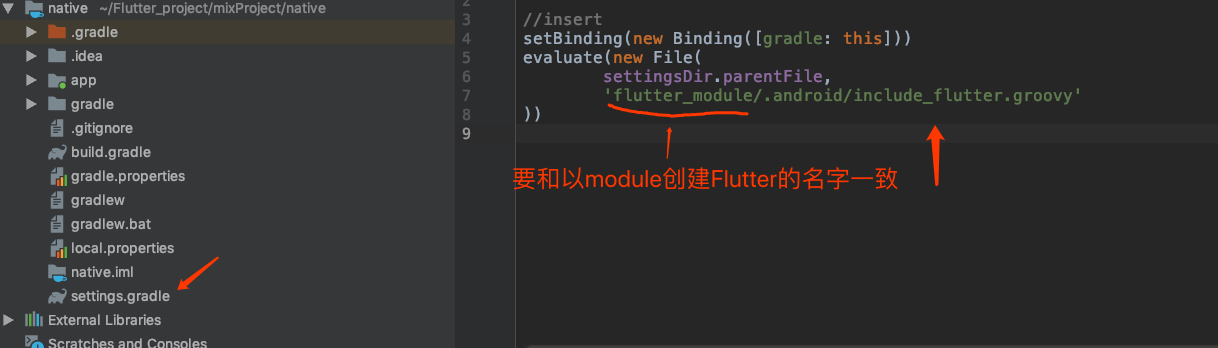 native ~/Flutter_project/mixProject/native
.gradle
.idea
app
gradle
.gitignore
build.gradle
gradle.properties
gradlew
gradlew.bat
local.properties
native.iml
settings.gradle
External Libraries
Scratches and Consoles
2
3 //insert
4 setBinding(new Binding([gradle: this]))
5 evaluate(new File(
6 settingsDir.parentFile,
7 'flutter_module/.android/include_flutter.groovy'
8 ))
9
要和以module创建Flutter的名字一致